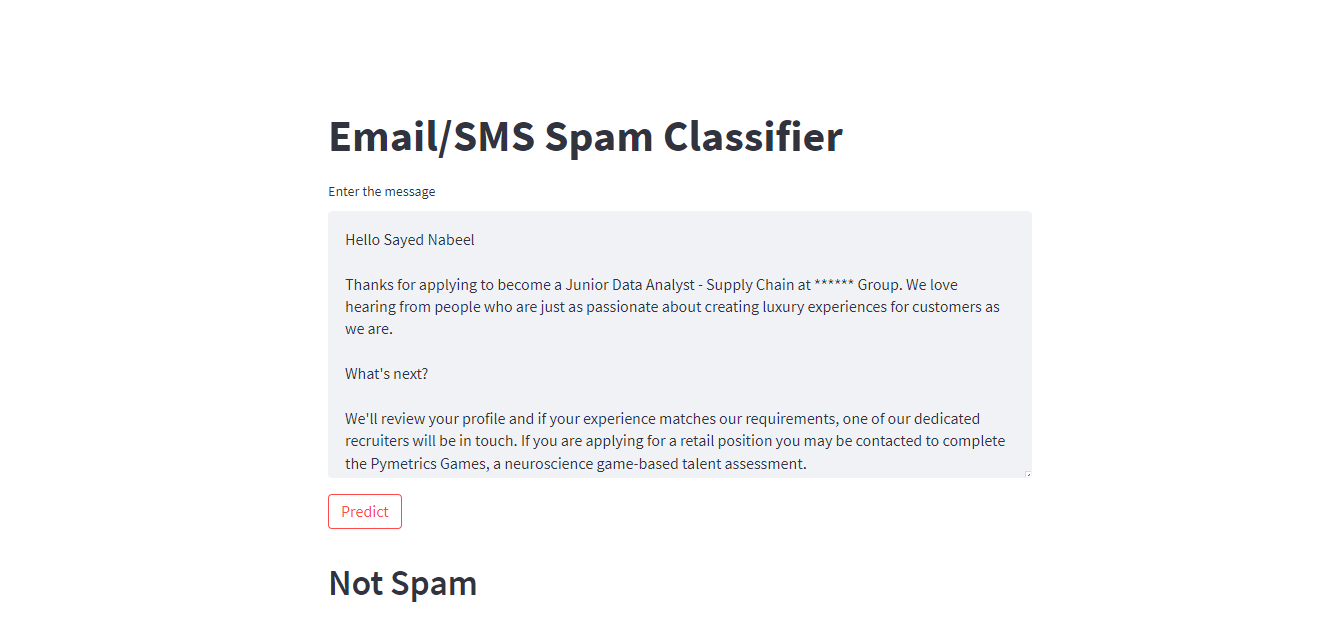 Email/SMS Spam Classifier
Enter the message
Hello Sayed Nabeel
Thanks for applying to become a Junior Data Analyst - Supply Chain at ****** Group. We love
hearing from people who are just as passionate about creating luxury experiences for customers as
we are.
What's next?
We'll review your profile and if your experience matches our requirements, one of our dedicated
recruiters will be in touch. If you are applying for a retail position you may be contacted to complete
the Pymetrics Games, a neuroscience game-based talent assessment.
Predict
Not Spam